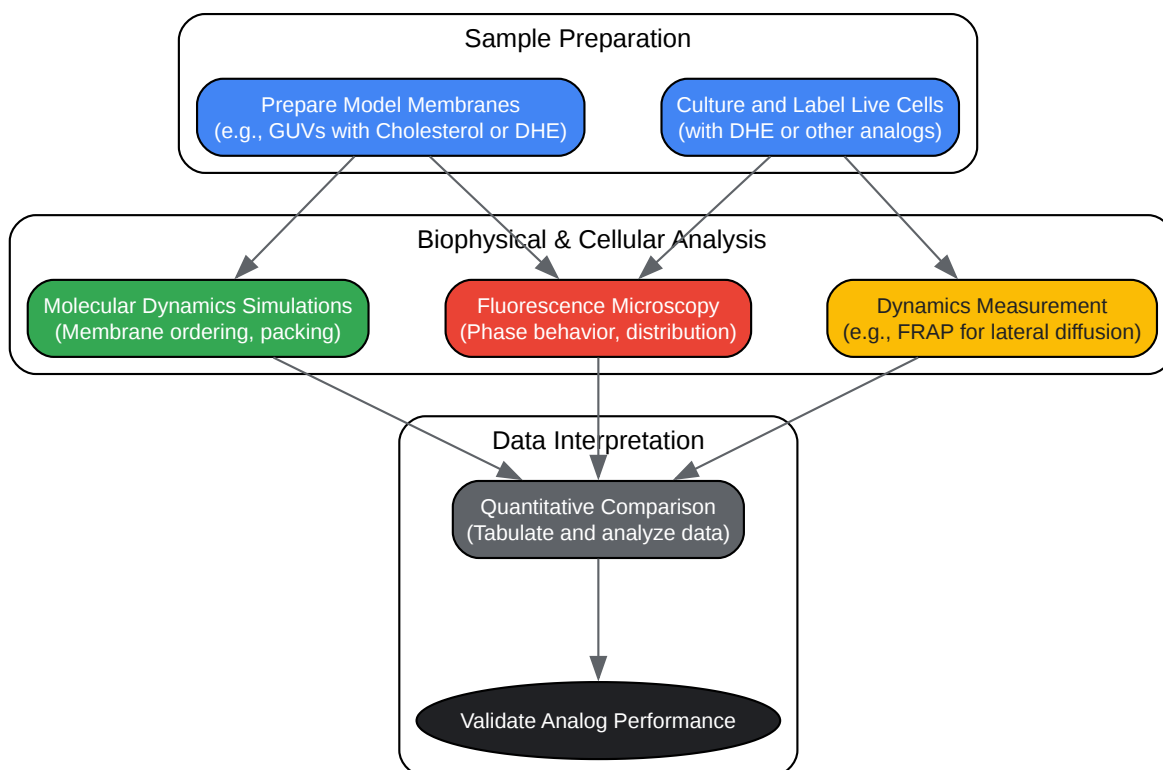 Sample Preparation
Prepare Model Membranes
(e.g., GUVs with Cholesterol or DHE)
Culture and Label Live Cells
(with DHE or other analogs)
Biophysical & Cellular Analysis
Molecular Dynamics Simulations
(Membrane ordering, packing)
Fluorescence Microscopy
(Phase behavior, distribution)
Dynamics Measurement
(e.g., FRAP for lateral diffusion)
Data Interpretation
Quantitative Comparison
(Tabulate and analyze data)
Validate Analog Performance